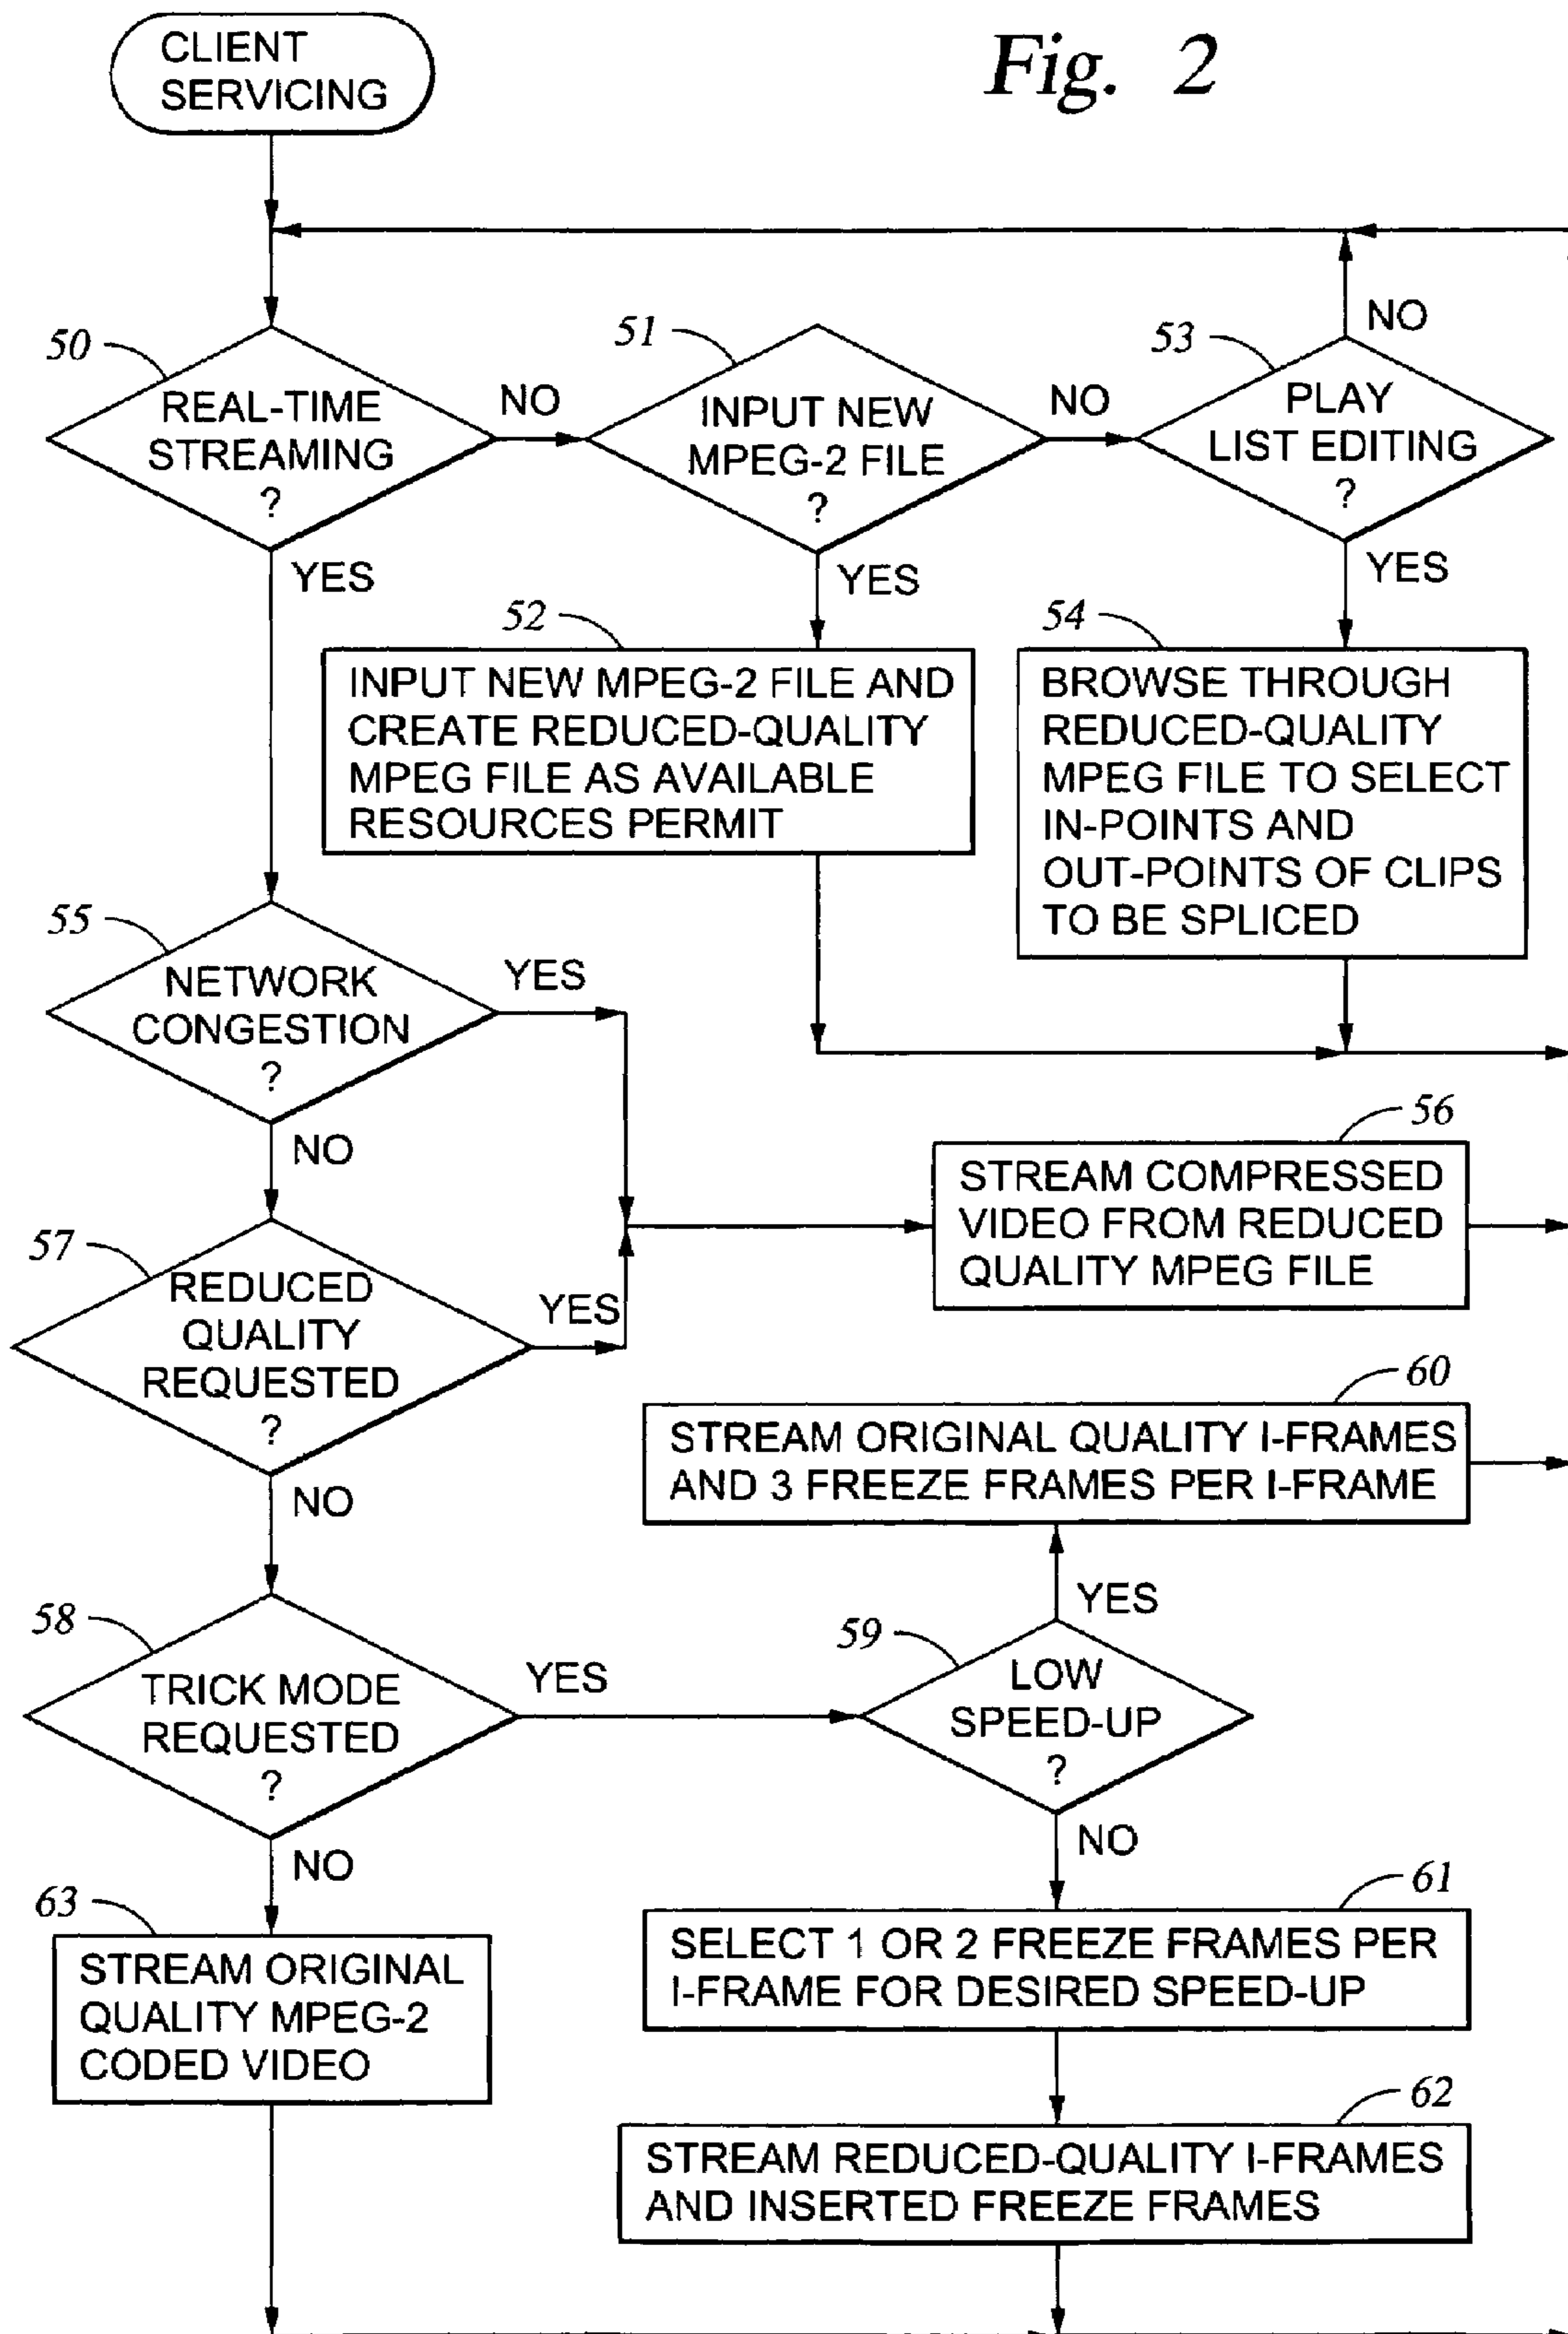 CLIENT
SERVICING
Fig. 2
50
REAL-TIME
STREAMING
?
NO
YES
51
INPUT NEW
MPEG-2 FILE
?
NO
YES
53
PLAY
LIST EDITING
?
NO
YES
52
INPUT NEW MPEG-2 FILE AND
CREATE REDUCED-QUALITY
MPEG FILE AS AVAILABLE
RESOURCES PERMIT
54
BROWSE THROUGH
REDUCED-QUALITY
MPEG FILE TO SELECT
IN-POINTS AND
OUT-POINTS OF CLIPS
TO BE SPLICED
55
NETWORK
CONGESTION
?
YES
NO
56
STREAM COMPRESSED
VIDEO FROM REDUCED
QUALITY MPEG FILE
57
REDUCED
QUALITY
REQUESTED
?
YES
NO
60
STREAM ORIGINAL QUALITY I-FRAMES
AND 3 FREEZE FRAMES PER I-FRAME
58
TRICK MODE
REQUESTED
?
YES
NO
59
LOW
SPEED-UP
?
YES
NO
61
SELECT 1 OR 2 FREEZE FRAMES PER
I-FRAME FOR DESIRED SPEED-UP
63
STREAM ORIGINAL
QUALITY MPEG-2
CODED VIDEO
62
STREAM REDUCED-QUALITY I-FRAMES
AND INSERTED FREEZE FRAMES